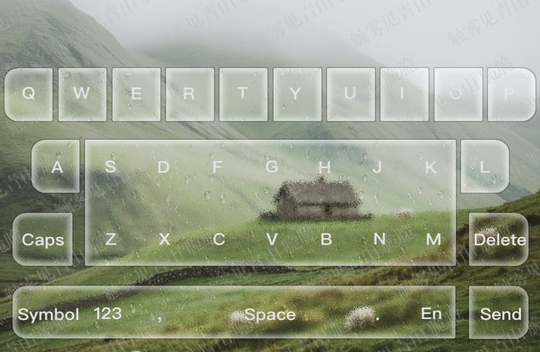 Q W E R T Y U I O P
A S D F G H J K L
Caps Z X C V B N M Delete
Symbol 123 , Space . En Send